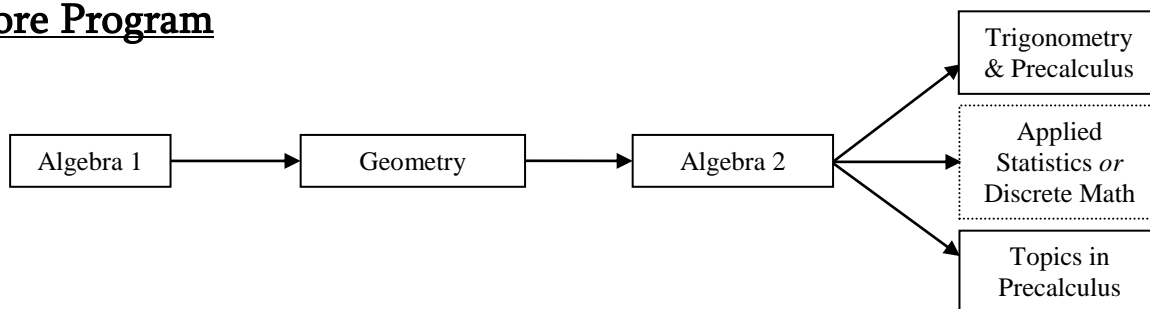 ore Program
Trigonometry
& Precalculus
Algebra 1
Geometry
Algebra 2
Applied
Statistics or
Discrete Math
Topics in
Precalculus